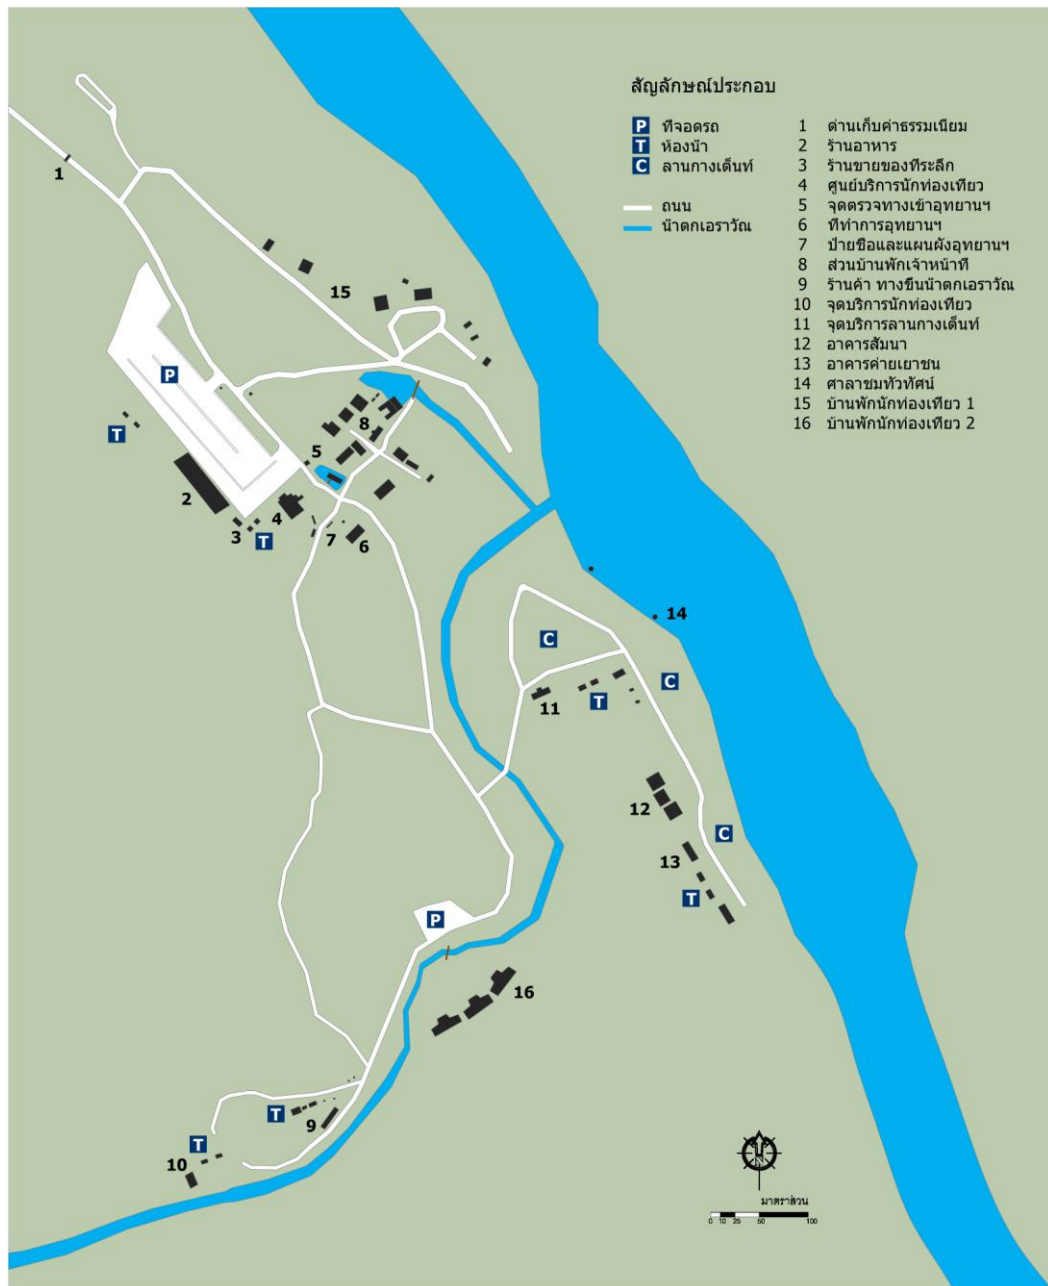 สัญลักษณ์ประกอบ
P ทีจอดรถ
T ห้องน้า
C ลานกางเต็นท์
ถนน
น้าตกเอราวัณ
1 ด่านเก็บค่าธรรมเนียม
2 ร้านอาหาร
3 ร้านขายของทีระลึก
4 ศูนย์บริการนักท่องเทียว
5 จุดตรวจทางเข้าอุทยานฯ
6 ทีทำการอุทยานฯ
7 ป่ายชือและแผนผังอุทยานฯ
8 ส่วนบ้านพักเจ้าหน้าที
9 ร้านค้า ทางขึนน้าตกเอราวัณ
10 จุดบริการนักท่องเทียว
11 จุดบริการลานกางเต็นท์
12 อาคารสัมนา
13 อาคารค่ายเยาชน
14 ศาลาชมทัวทัศน์
15 บ้านพักนักท่องเทียว 1
16 บ้านพักนักท่องเทียว 2
1
15
P
8
T
5
2
4
3
T
7
6
14
C
C
11
T
12
C
13
T
P
16
T
9
T
10
N
มาตราส่วน
0 10 25 50 100